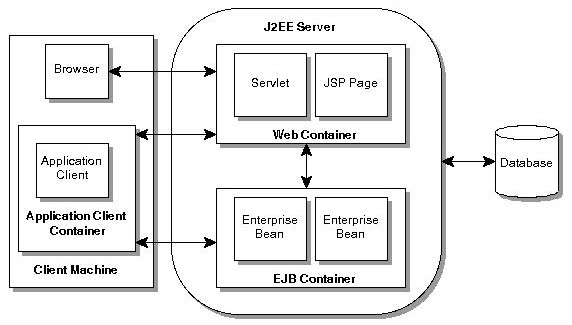 J2EE Server
Browser
Servlet
JSP Page
Web Container
Application
Client
Application Client
Container
Client Machine
Enterprise
Bean
Enterprise
Bean
EJB Container
Database